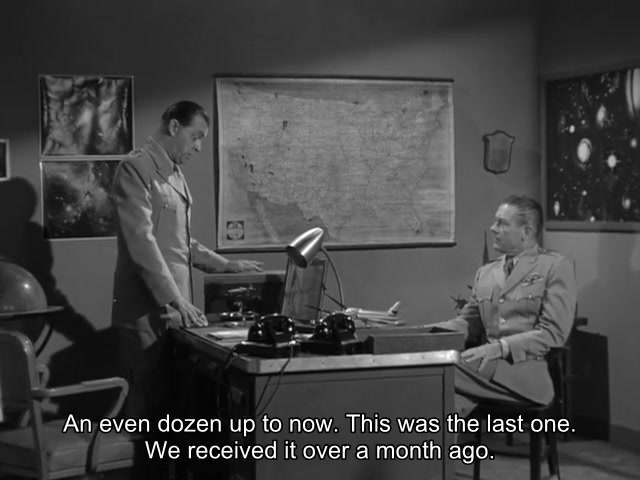 An even dozen up to now. This was the last one.
We received it over a month ago.